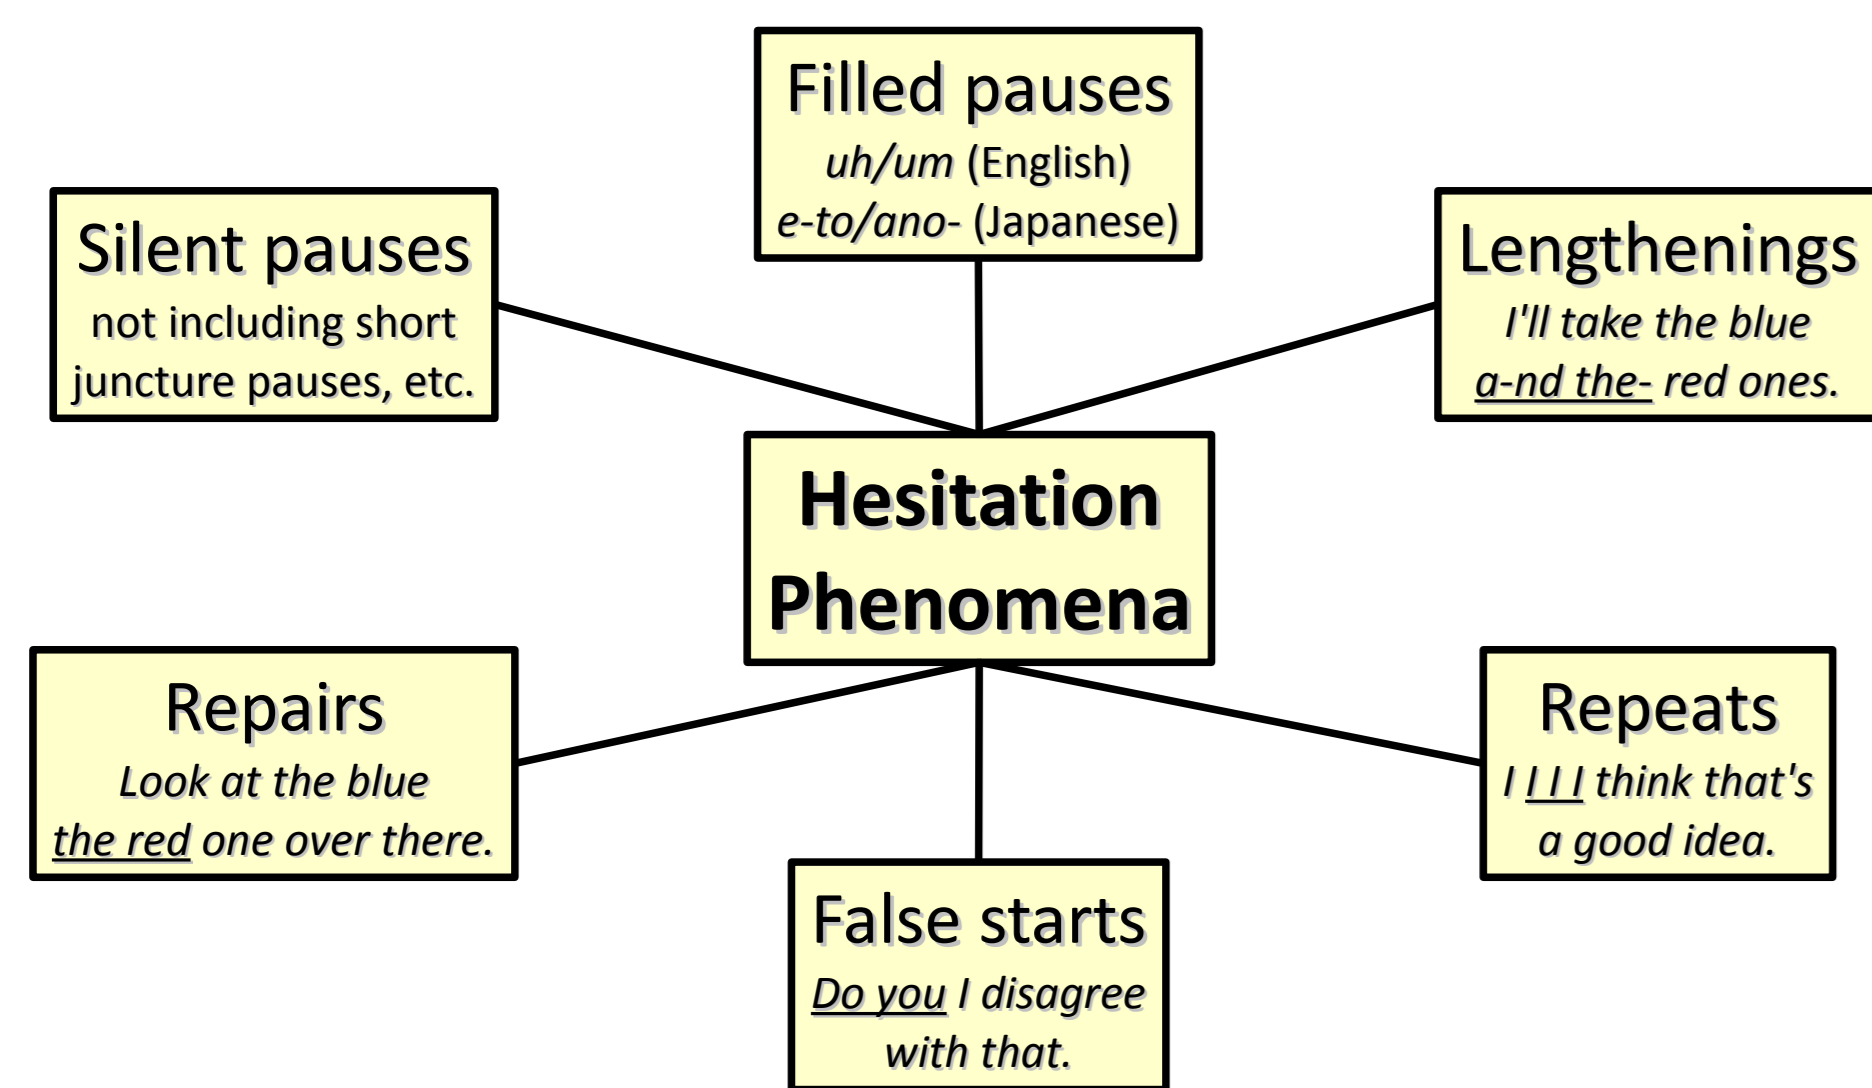 Filled pauses
uh/um (English)
e-to/ano- (Japanese)
Silent pauses
not including short
juncture pauses, etc.
Lengthenings
I'll take the blue
a-nd the- red ones.
Hesitation
Phenomena
Repairs
Look at the blue
the red one over there.
Repeats
I I I I think that's
a good idea.
False starts
Do you I disagree
with that.